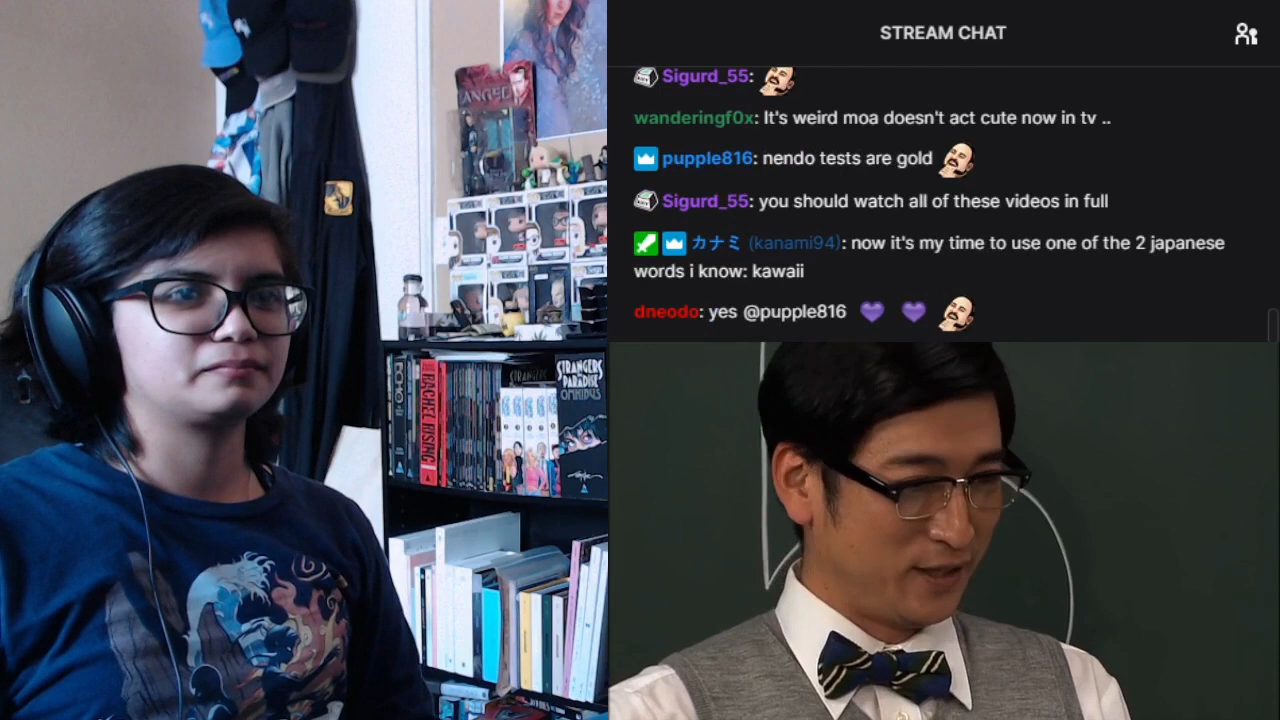 STREAM CHAT
Sigurd_55:
wanderingf0x: It's weird moa doesn't act cute now in tv ..
pupple816: nendo tests are gold
Sigurd_55: you should watch all of these videos in full
カナミ (kanami94): now it's my time to use one of the 2 japanese
words i know: kawaii
dneodo: yes @pupple816
ANGEL
ECHO
RACHEL RISING
STRANGERS
IN
PARADISE
OMNIBUS